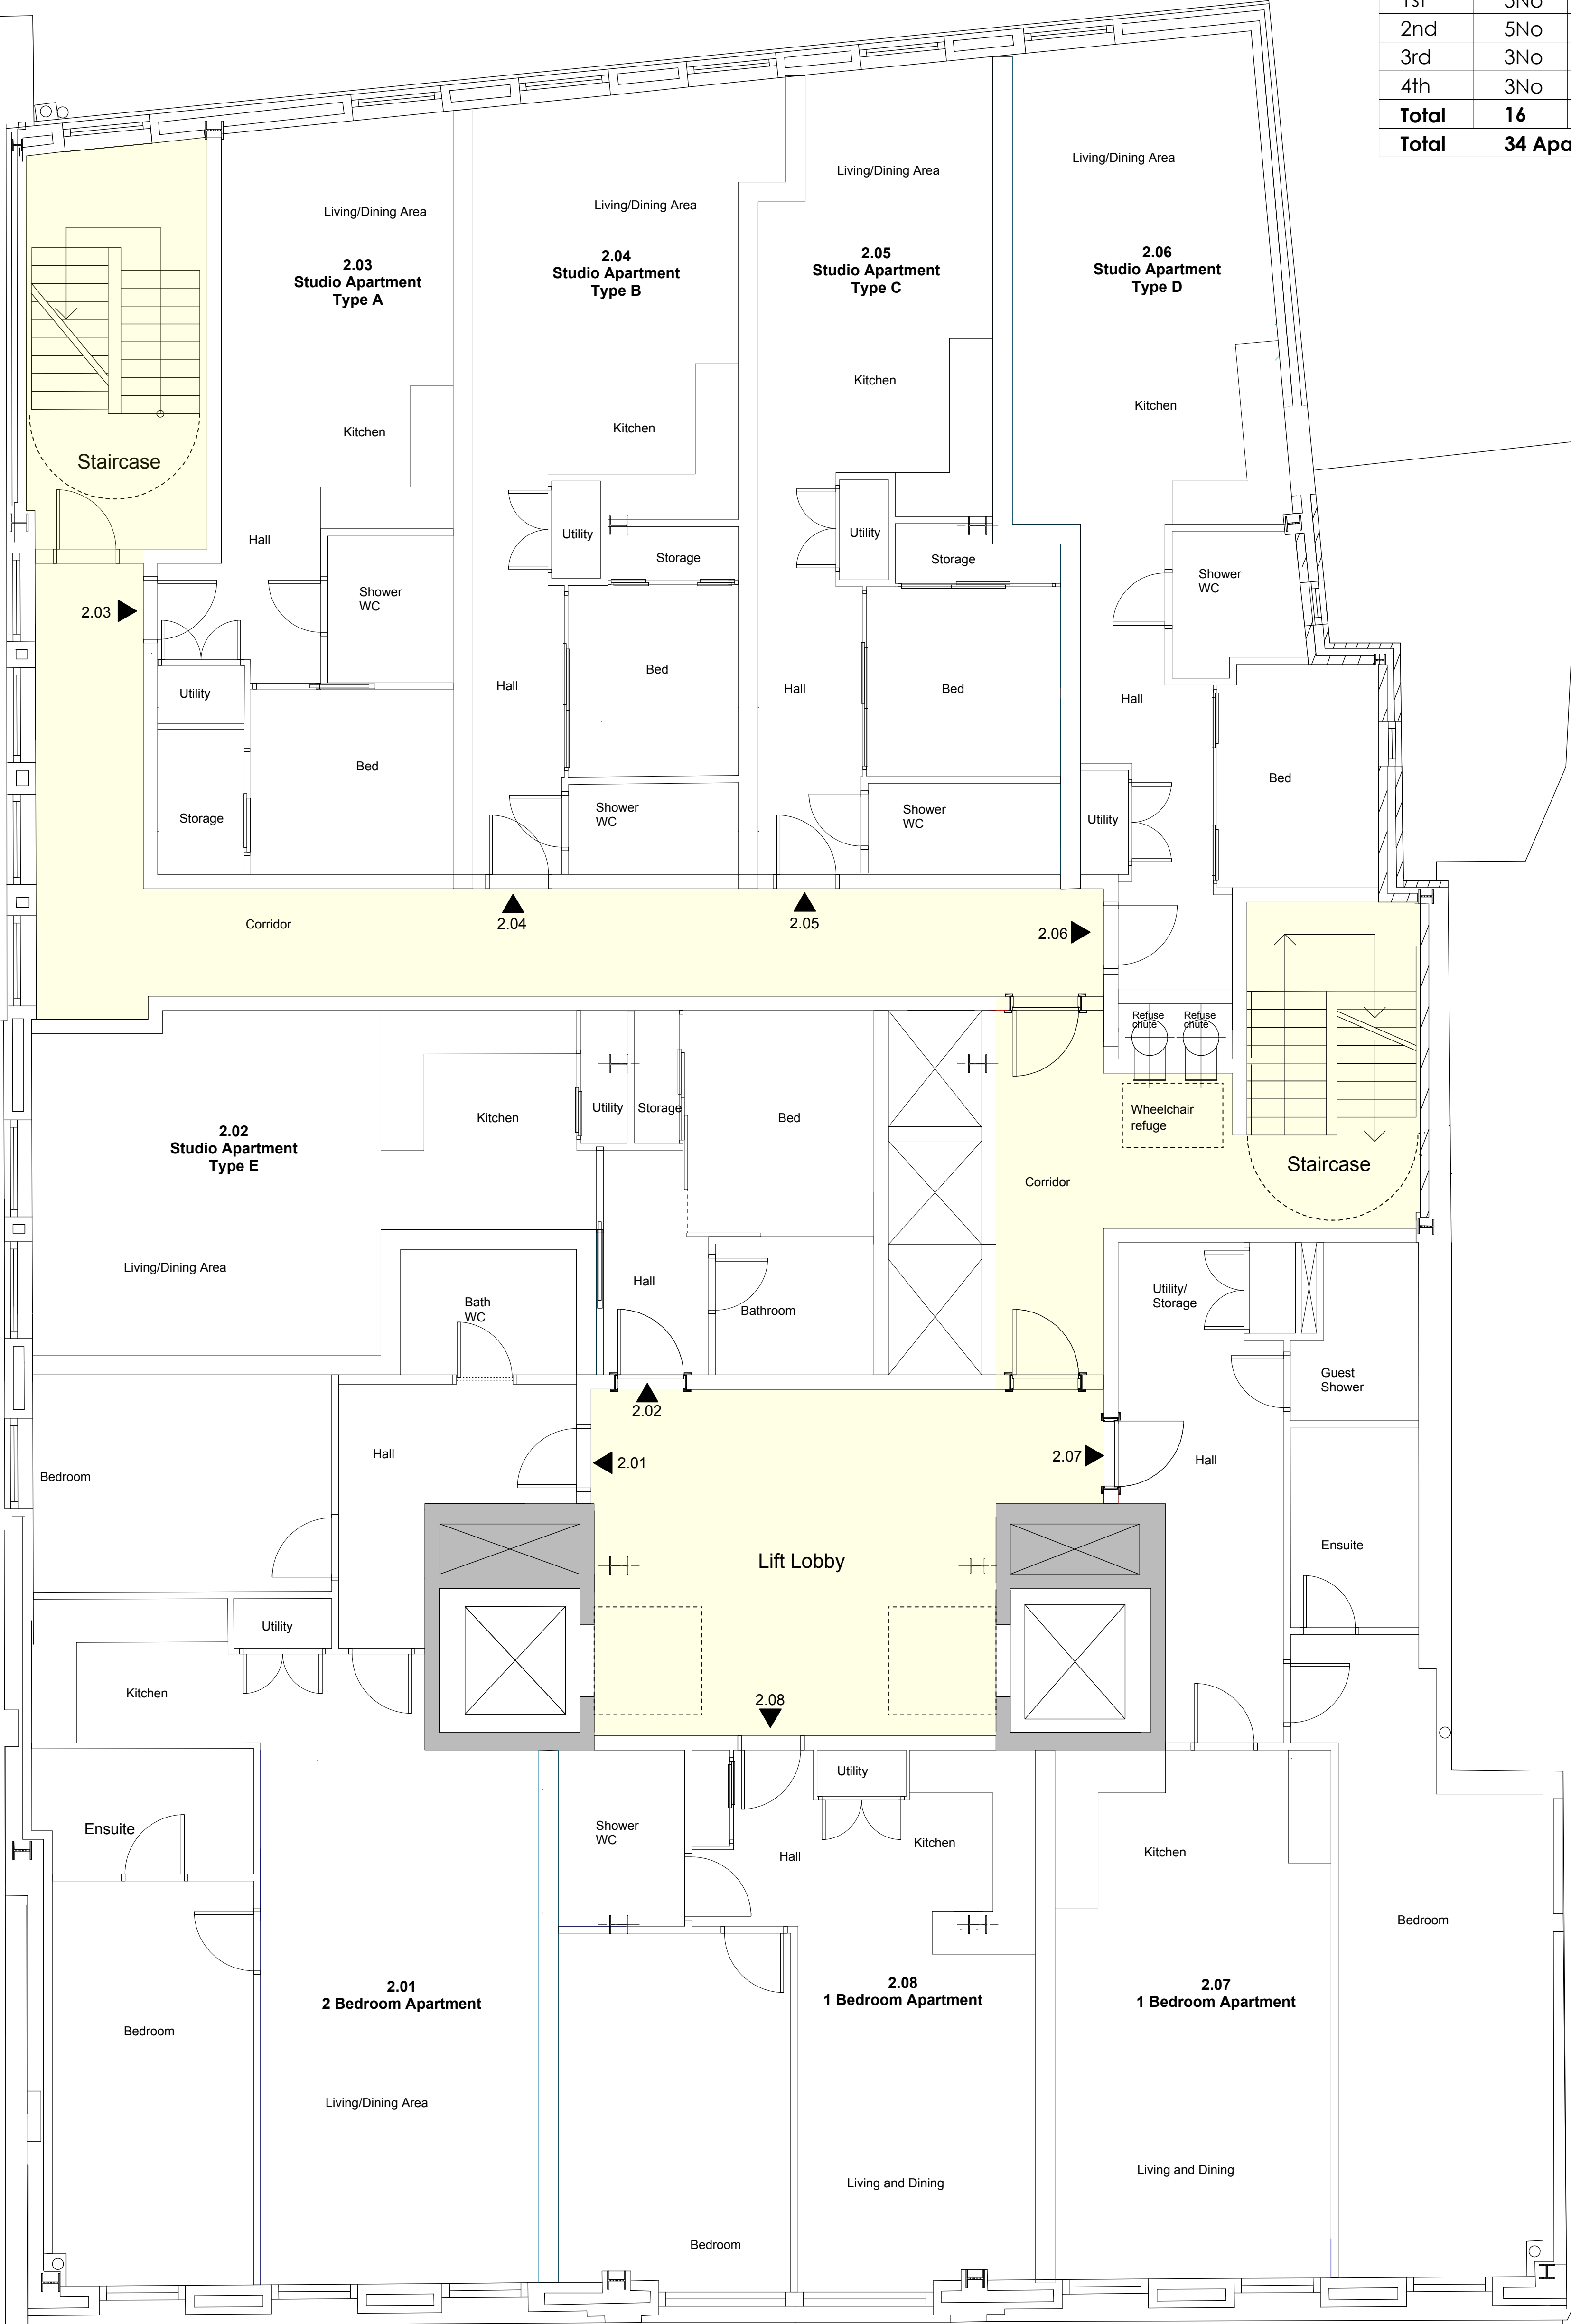 1st 5No
2nd 5No
3rd 3No
4th 3No
Total 16
Total 34 Apa
Living/Dining Area
2.03
Studio Apartment
Type A
Kitchen
Hall
Shower
WC
Utility
Storage
Bed
Staircase
2.03
Living/Dining Area
2.04
Studio Apartment
Type B
Kitchen
Utility
Storage
Hall
Bed
Shower
WC
2.04
Living/Dining Area
2.05
Studio Apartment
Type C
Kitchen
Utility
Storage
Hall
Bed
Shower
WC
2.05
Living/Dining Area
2.06
Studio Apartment
Type D
Kitchen
Shower
WC
Hall
Bed
Utility
2.06
Corridor
Refuse
chute
Refuse
chute
Wheelchair
refuge
Staircase
Corridor
2.02
Studio Apartment
Type E
Kitchen
Utility
Storage
Bed
Living/Dining Area
Hall
Bathroom
2.02
Bath
WC
Hall
Bedroom
2.01
Utility
Kitchen
Ensuite
Bedroom
2.01
2 Bedroom Apartment
Living/Dining Area
Lift Lobby
2.08
2.07
Utility/
Storage
Guest
Shower
Hall
Ensuite
Shower
WC
Hall
Utility
Kitchen
2.08
1 Bedroom Apartment
Living and Dining
Bedroom
Kitchen
2.07
1 Bedroom Apartment
Living and Dining
Bedroom